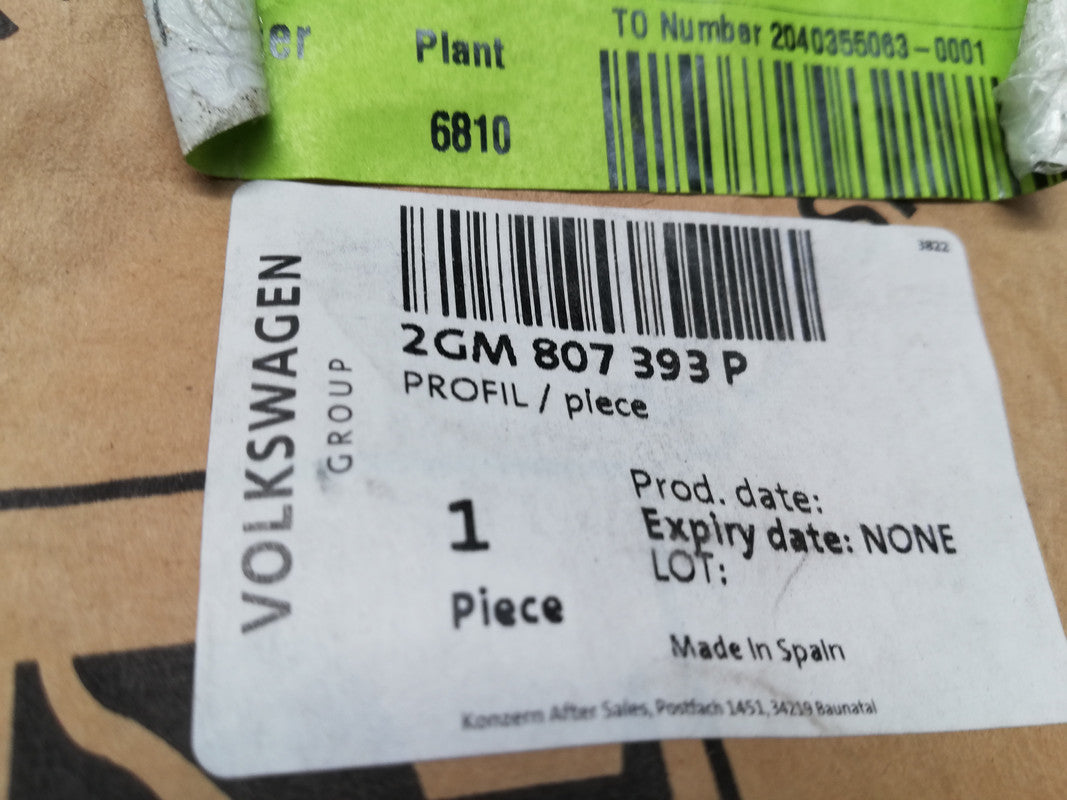 Plant
TO Number 2040355063-0001
6810
3822
VOLKSWAGEN
GROUP
2GM 807 393 P
PROFIL / piece
1
Piece
Prod. date:
Expiry date: NONE
LOT:
Made In Spain
Konzern After Sales, Postfach 1451, 34219 Baunatal